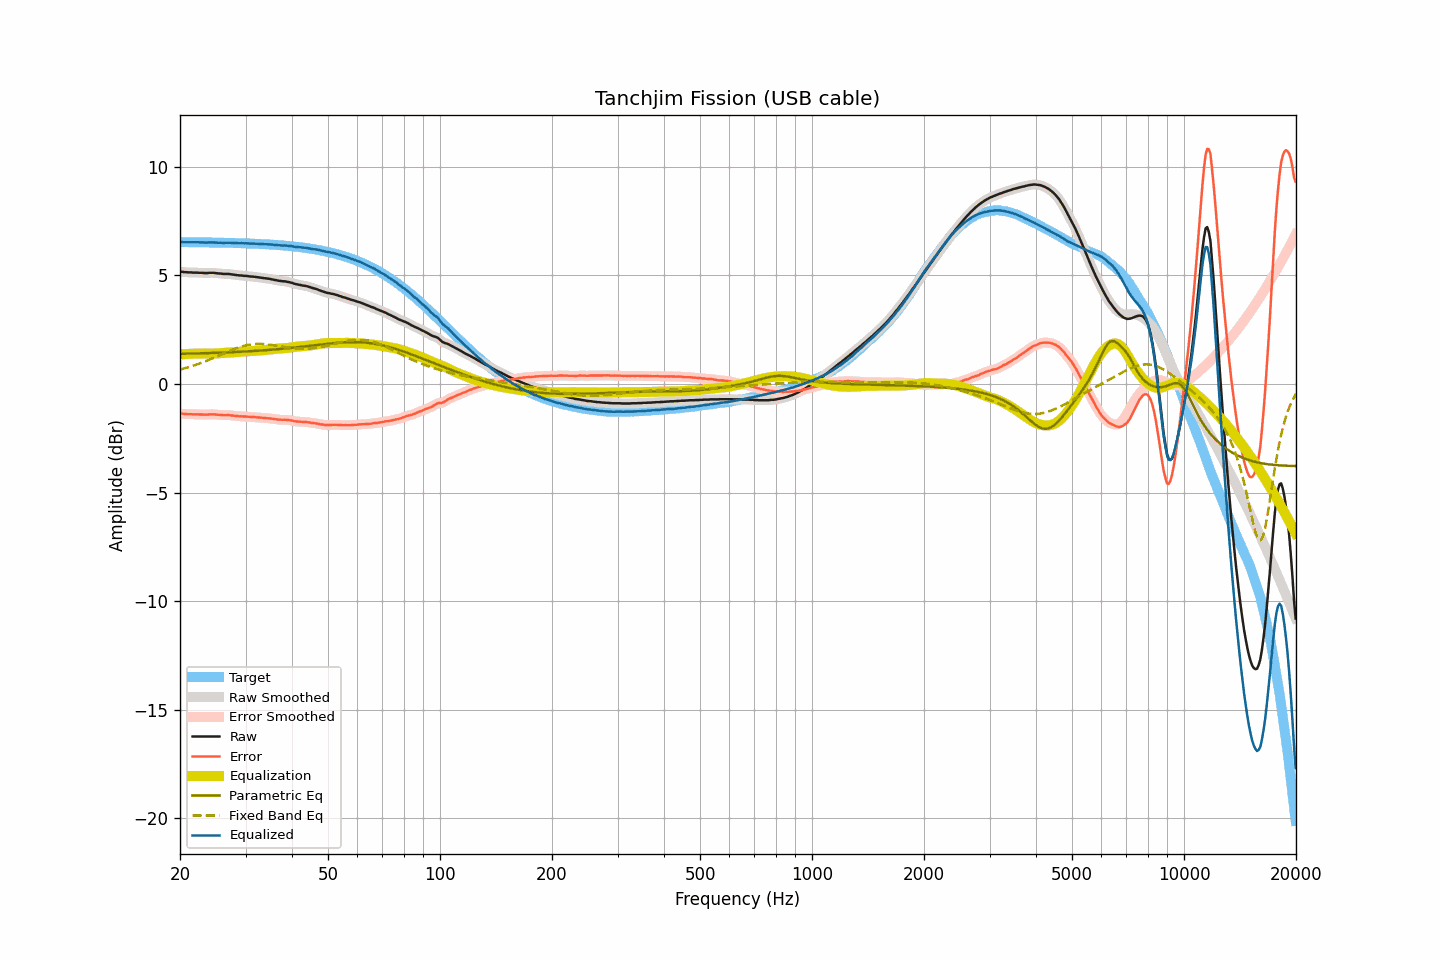 Tanchjim Fission (USB cable)
10
5
0
−5
−10
−15
−20
Amplitude (dBr)
Target
Raw Smoothed
Error Smoothed
Raw
Error
Equalization
Parametric Eq
Fixed Band Eq
Equalized
20 50 100 200 500 1000 2000 5000 10000 20000
Frequency (Hz)